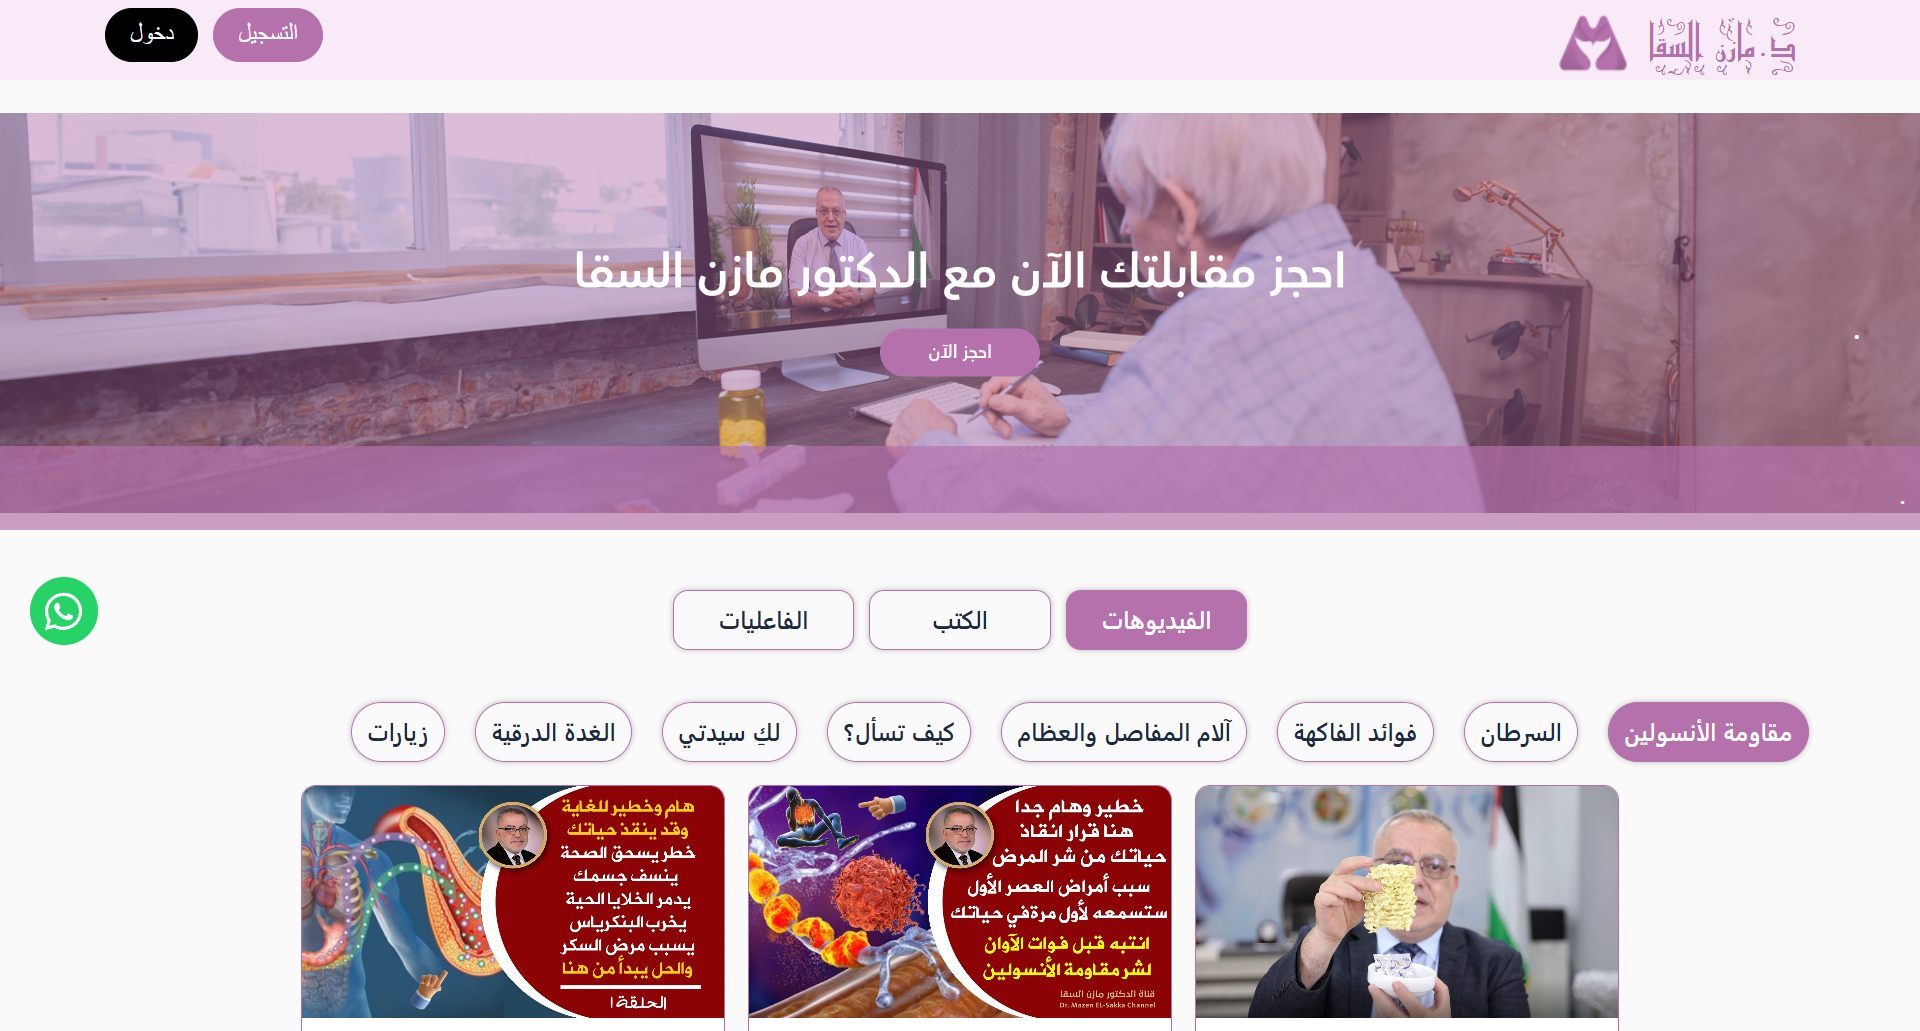 د. مازن السقا
التسجيل
دخول
احجز مقابلتك الآن مع الدكتور مازن السقا
احجز الآن
الفيديوهات
الكتب
الفاعليات
مقاومة الأنسولين
السرطان
فوائد الفاكهة
آلام المفاصل والعظام
كيف تسأل؟
لكِ سيدتي
الغدة الدرقية
زيارات
خطير وهام جدا
هنا قرار انقاذ
حياتك من شر المرض
سبب أمراض العصر الأول
ستسمعه لأول مرة في حياتك
انتبه قبل فوات الآوان
لشر مقاومة الأنسولين
قناة الدكتور مازن السقا
Dr. Mazen EL-Sakka Channel
هام وخطير للغاية
وقد ينقذ حياتك
خطر يسحق الصحة
ينسف جسمك
يدمر الخلايا الحية
يخرب البنكرياس
يسبب مرض السكر
والحل يبدأ من هنا
الحلقة ١